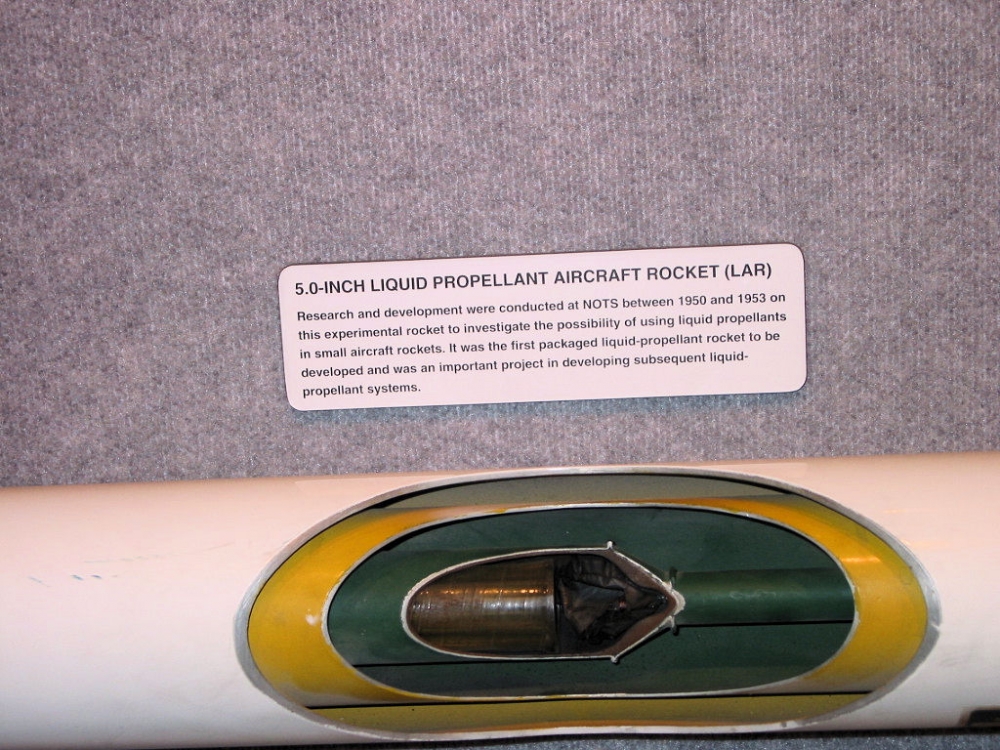 5.0-INCH LIQUID PROPELLANT AIRCRAFT ROCKET (LAR)
Research and development were conducted at NOTS between 1950 and 1953 on
this experimental rocket to investigate the possibility of using liquid propellants
in small aircraft rockets. It was the first packaged liquid-propellant rocket to be
developed and was an important project in developing subsequent liquid-
propellant systems.